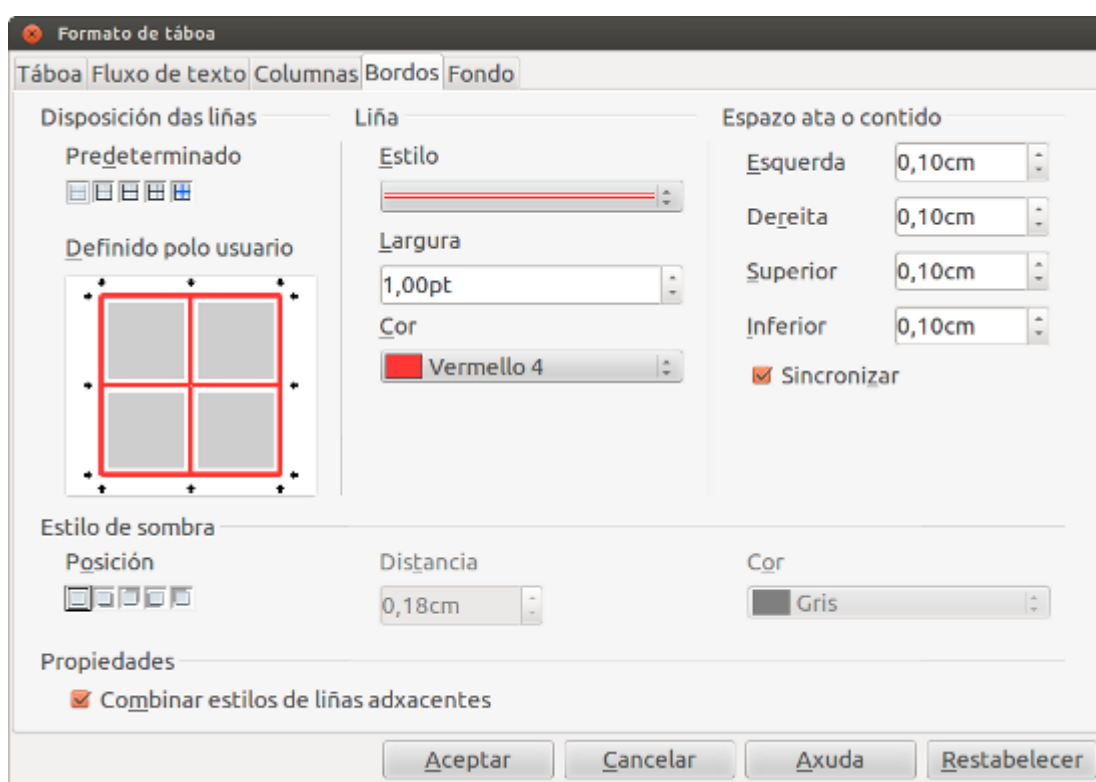 Formato de táboa
Táboa Fluxo de texto Columnas Bordos Fondo
Disposición das liñas
Predeterminado
Definido polo usuario
Liña
Estilo
Largura
1,00pt
Cor
Vermello 4
Espazo ata o contido
Esquerda 0,10cm
Dereita 0,10cm
Superior 0,10cm
Inferior 0,10cm
Sincronizar
Estilo de sombra
Posición
Distancia
0,18cm
Cor
Gris
Propiedades
Combinar estilos de liñas adxacentes
Aceptar Cancelar Axuda Restabelecer